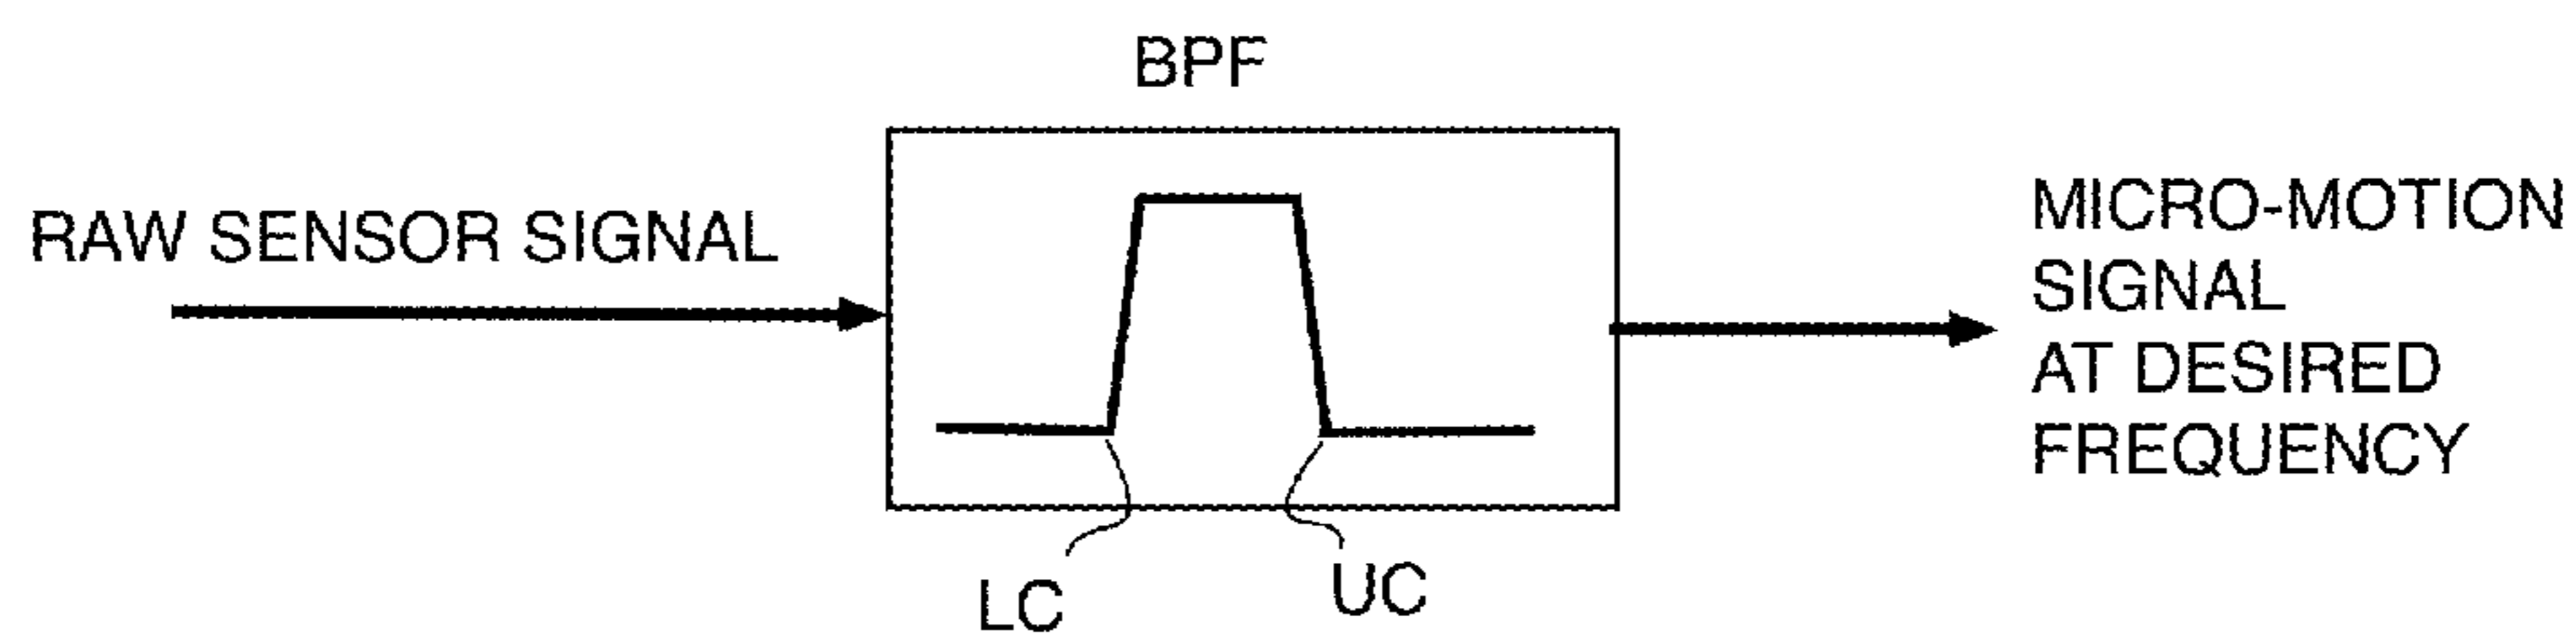 BPF
RAW SENSOR SIGNAL
MICRO-MOTION
SIGNAL
AT DESIRED
FREQUENCY
LC
UC